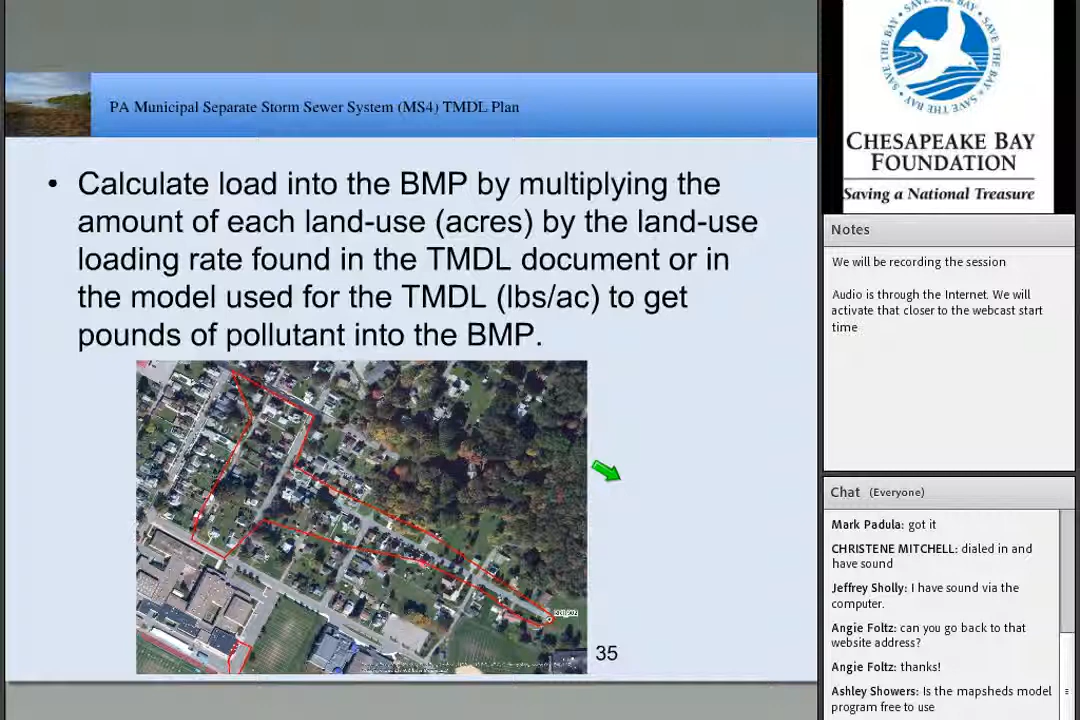 PA Municipal Separate Storm Sewer System (MS4) TMDL Plan
• Calculate load into the BMP by multiplying the
amount of each land-use (acres) by the land-use
loading rate found in the TMDL document or in
the model used for the TMDL (lbs/ac) to get
pounds of pollutant into the BMP.
35
SAVE THE BAY • SAVE THE BAY • SAVE THE BAY
CHESAPEAKE BAY
FOUNDATION
Saving a National Treasure
Notes
We will be recording the session
Audio is through the Internet. We will
activate that closer to the webcast start
time
Chat (Everyone)
Mark Padula: got it
CHRISTENE MITCHELL: dialed in and
have sound
Jeffrey Sholly: I have sound via the
computer.
Angie Foltz: can you go back to that
website address?
Angie Foltz: thanks!
Ashley Showers: Is the mapsheds model
program free to use